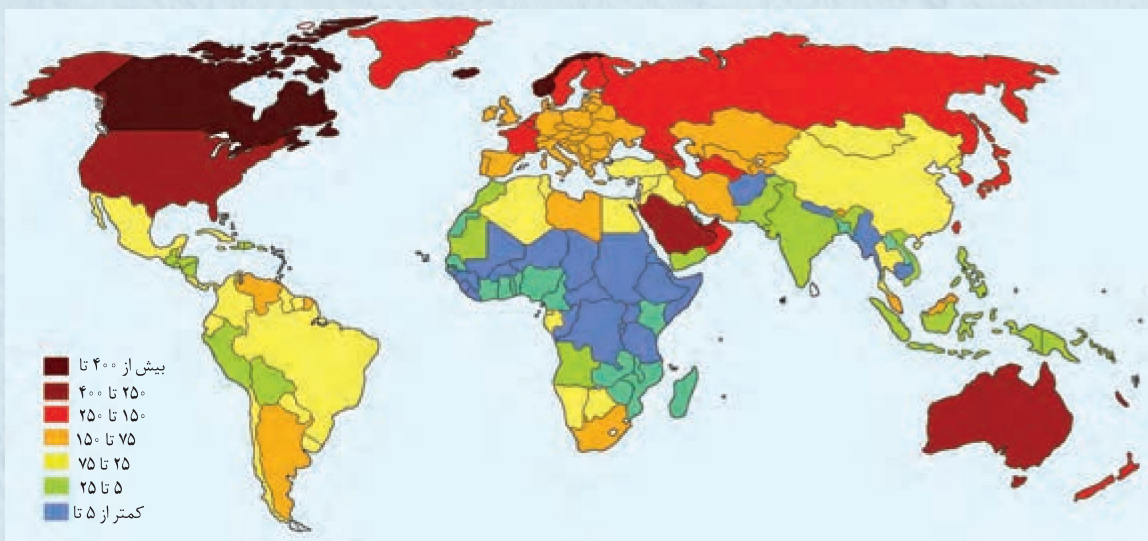 بیش از ۴۰۰ تا
۲۵۰ تا ۴۰۰
۱۵۰ تا ۲۵۰
۷۵ تا ۱۵۰
۲۵ تا ۷۵
۵ تا ۲۵
کمتر از ۵ تا